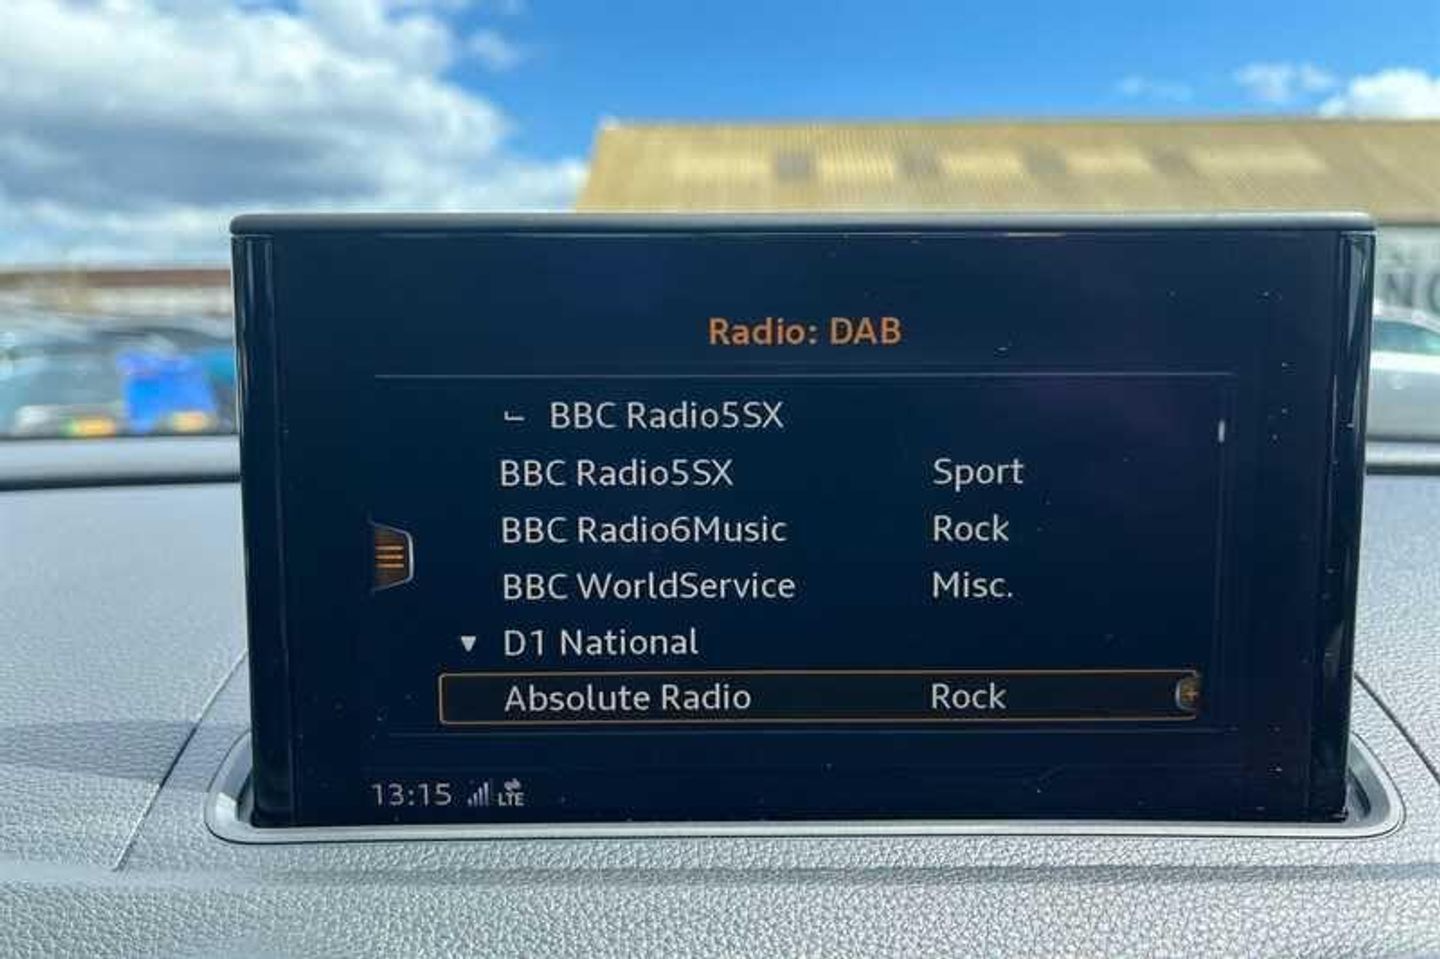 Radio: DAB
BBC Radio5SX
BBC Radio5SX Sport
BBC Radio6Music Rock
BBC WorldService Misc.
D1 National
Absolute Radio Rock
13:15 LTE